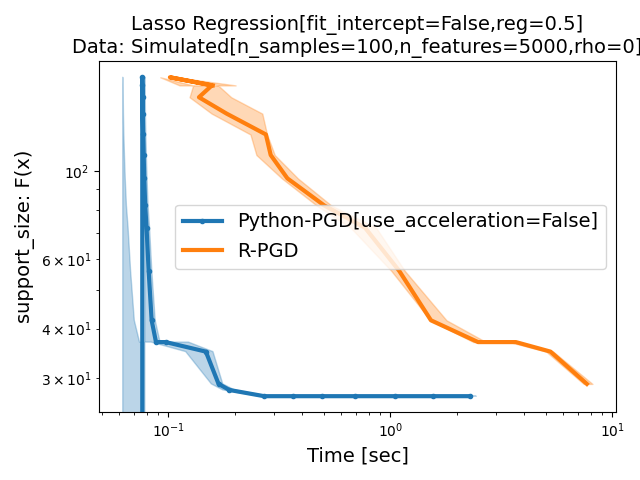 Lasso Regression[fit_intercept=False,reg=0.5]
Data: Simulated[n_samples=100,n_features=5000,rho=0]
support_size: F(x)
10²
6 × 10¹
4 × 10¹
3 × 10¹
Python-PGD[use_acceleration=False]
R-PGD
10⁻¹
10⁰
10¹
Time [sec]